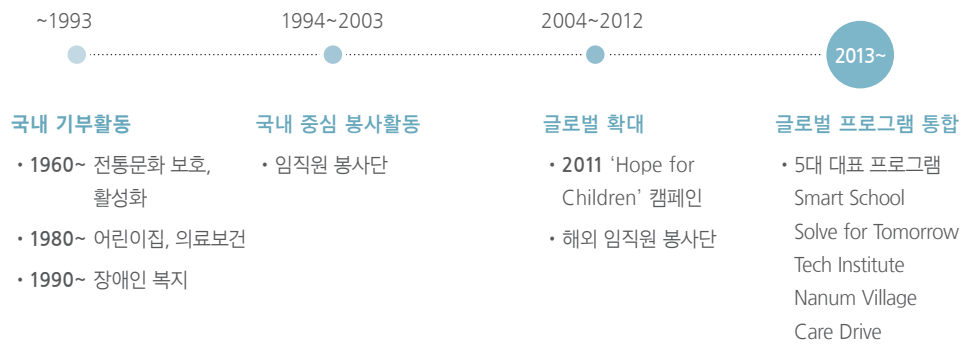 ~1993
1994~2003
2004~2012
2013~
국내 기부활동
• 1960~ 전통문화 보호,
활성화
• 1980~ 어린이집, 의료보건
• 1990~ 장애인 복지
국내 중심 봉사활동
• 임직원 봉사단
글로벌 확대
• 2011 ‘Hope for
Children’ 캠페인
• 해외 임직원 봉사단
글로벌 프로그램 통합
• 5대 대표 프로그램
Smart School
Solve for Tomorrow
Tech Institute
Nanum Village
Care Drive